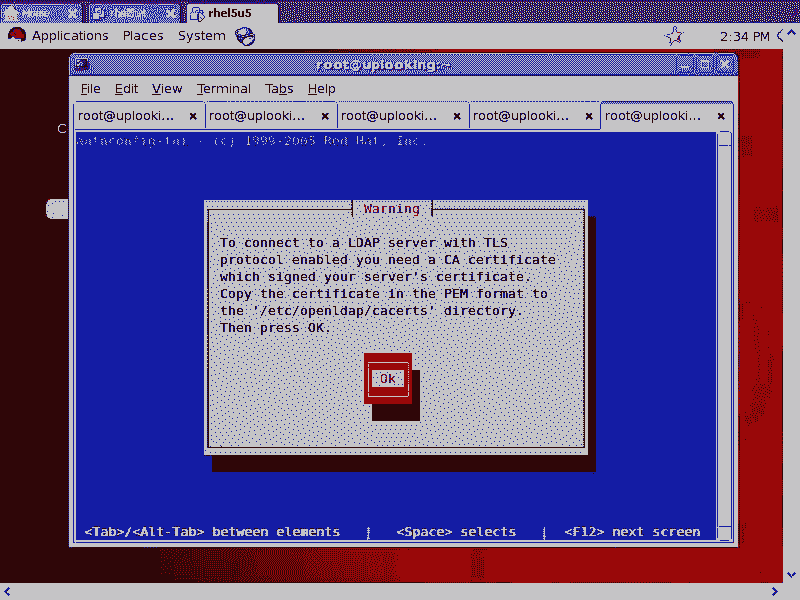 rhel5u5
Applications Places System 2:34 PM
root@uplooking:~
File Edit View Terminal Tabs Help
root@uplooki... root@uplooki... root@uplooki... root@uplooki... root@uplooki...
(c) 1999-2005 Red Hat, Inc.
Warning
To connect to a LDAP server with TLS
protocol enabled you need a CA certificate
which signed your server's certificate.
Copy the certificate in the PEM format to
the '/etc/openldap/cacerts' directory.
Then press OK.
Ok
<Tab>/<Alt-Tab> between elements | <Space> selects | <F12> next screen